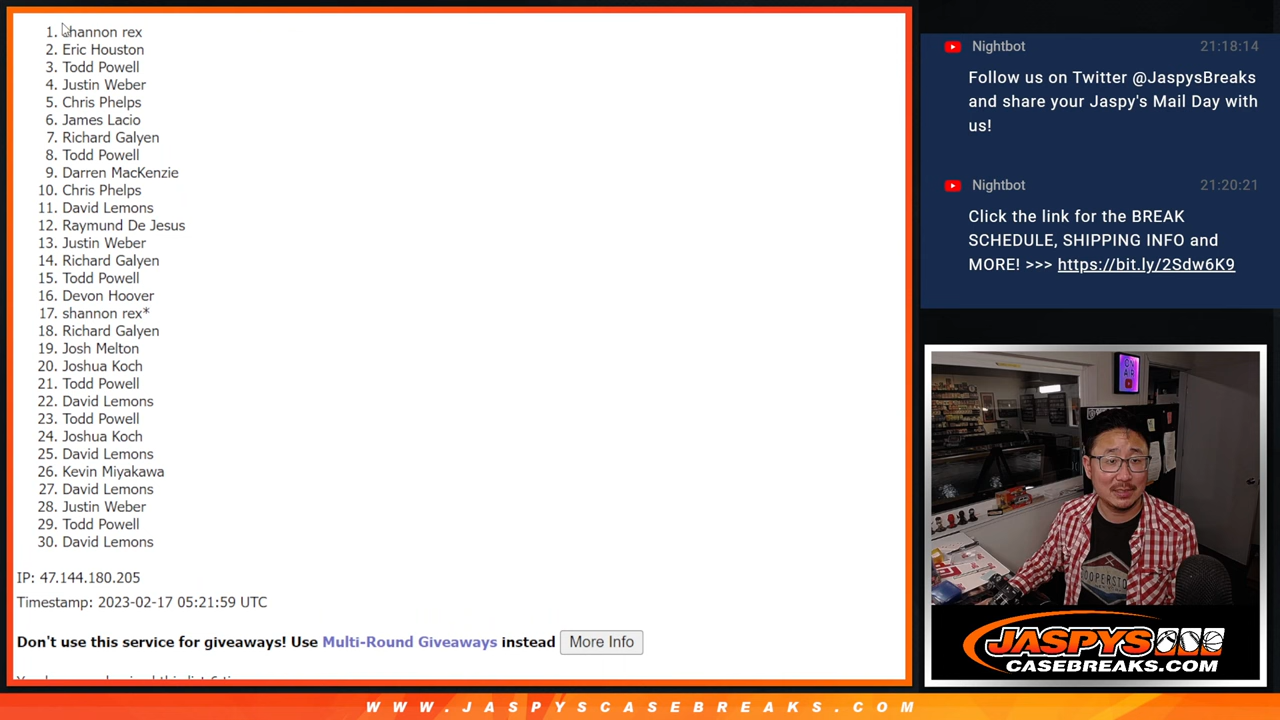 1. shannon rex
2. Eric Houston
3. Todd Powell
4. Justin Weber
5. Chris Phelps
6. James Lacio
7. Richard Galyen
8. Todd Powell
9. Darren MacKenzie
10. Chris Phelps
11. David Lemons
12. Raymund De Jesus
13. Justin Weber
14. Richard Galyen
15. Todd Powell
16. Devon Hoover
17. shannon rex*
18. Richard Galyen
19. Josh Melton
20. Joshua Koch
21. Todd Powell
22. David Lemons
23. Todd Powell
24. Joshua Koch
25. David Lemons
26. Kevin Miyakawa
27. David Lemons
28. Justin Weber
29. Todd Powell
30. David Lemons
IP: 47.144.180.205
Timestamp: 2023-02-17 05:21:59 UTC
Don't use this service for giveaways! Use Multi-Round Giveaways instead More Info
Nightbot 21:18:14
Follow us on Twitter @JaspysBreaks
and share your Jaspy's Mail Day with
us!
Nightbot 21:20:21
Click the link for the BREAK
SCHEDULE, SHIPPING INFO and
MORE! >>> https://bit.ly/2Sdw6K9
ON
AIR
JASPYS
CASEBREAKS.COM
WWW.JASPYSCASEBREAKS.COM